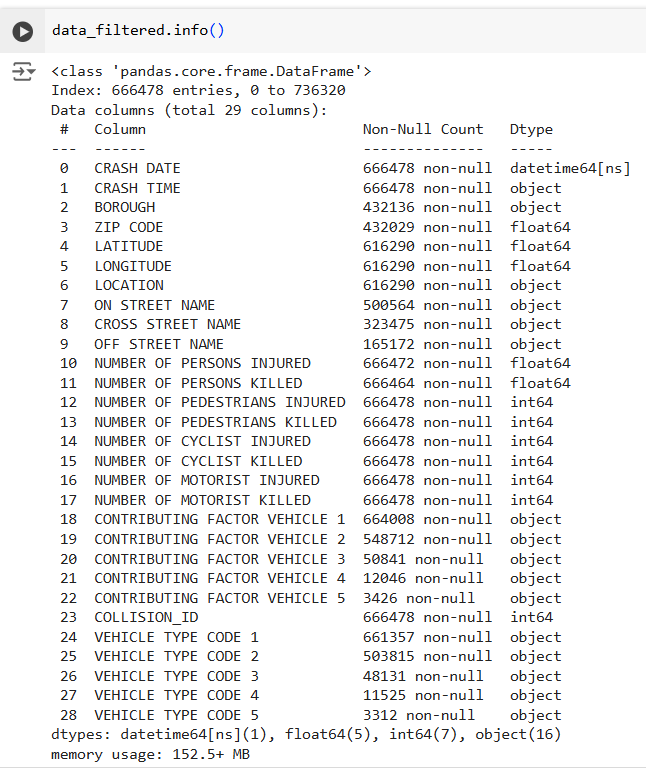 data_filtered.info()
<class 'pandas.core.frame.DataFrame'>
Index: 666478 entries, 0 to 736320
Data columns (total 29 columns):
 #   Column                         Non-Null Count   Dtype
---  ------                         --------------   -----
 0   CRASH DATE                     666478 non-null  datetime64[ns]
 1   CRASH TIME                     666478 non-null  object
 2   BOROUGH                        432136 non-null  object
 3   ZIP CODE                       432029 non-null  float64
 4   LATITUDE                       616290 non-null  float64
 5   LONGITUDE                      616290 non-null  float64
 6   LOCATION                       616290 non-null  object
 7   ON STREET NAME                 500564 non-null  object
 8   CROSS STREET NAME              323475 non-null  object
 9   OFF STREET NAME                165172 non-null  object
 10  NUMBER OF PERSONS INJURED      666472 non-null  float64
 11  NUMBER OF PERSONS KILLED       666464 non-null  float64
 12  NUMBER OF PEDESTRIANS INJURED  666478 non-null  int64
 13  NUMBER OF PEDESTRIANS KILLED   666478 non-null  int64
 14  NUMBER OF CYCLIST INJURED      666478 non-null  int64
 15  NUMBER OF CYCLIST KILLED       666478 non-null  int64
 16  NUMBER OF MOTORIST INJURED     666478 non-null  int64
 17  NUMBER OF MOTORIST KILLED      666478 non-null  int64
 18  CONTRIBUTING FACTOR VEHICLE 1  664008 non-null  object
 19  CONTRIBUTING FACTOR VEHICLE 2  548712 non-null  object
 20  CONTRIBUTING FACTOR VEHICLE 3  50841 non-null   object
 21  CONTRIBUTING FACTOR VEHICLE 4  12046 non-null   object
 22  CONTRIBUTING FACTOR VEHICLE 5  3426 non-null    object
 23  COLLISION_ID                   666478 non-null  int64
 24  VEHICLE TYPE CODE 1            661357 non-null  object
 25  VEHICLE TYPE CODE 2            503815 non-null  object
 26  VEHICLE TYPE CODE 3            48131 non-null   object
 27  VEHICLE TYPE CODE 4            11525 non-null   object
 28  VEHICLE TYPE CODE 5            3312 non-null    object
dtypes: datetime64[ns](1), float64(5), int64(7), object(16)
memory usage: 152.5+ MB